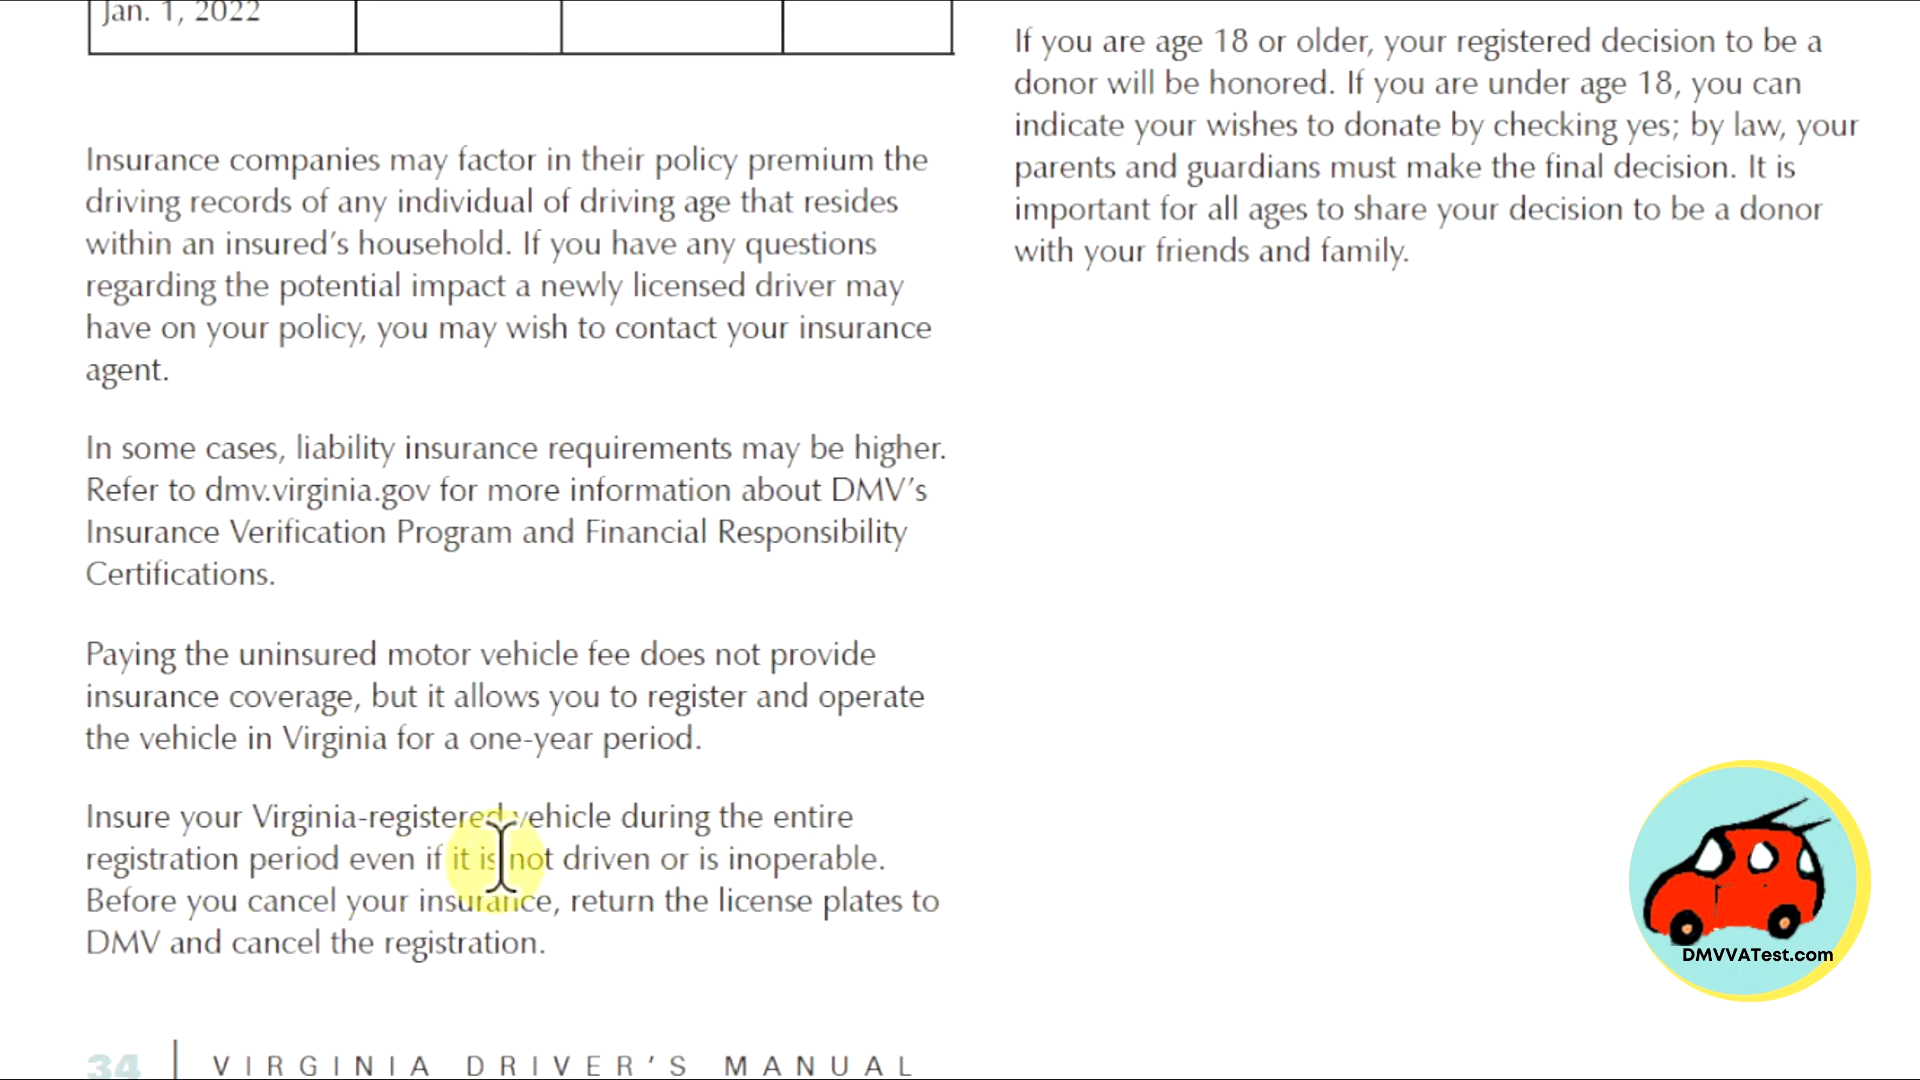 Jan. 1, 2022
Insurance companies may factor in their policy premium the
driving records of any individual of driving age that resides
within an insured's household. If you have any questions
regarding the potential impact a newly licensed driver may
have on your policy, you may wish to contact your insurance
agent.
In some cases, liability insurance requirements may be higher.
Refer to dmv.virginia.gov for more information about DMV's
Insurance Verification Program and Financial Responsibility
Certifications.
Paying the uninsured motor vehicle fee does not provide
insurance coverage, but it allows you to register and operate
the vehicle in Virginia for a one-year period.
Insure your Virginia-registered vehicle during the entire
registration period even if it is not driven or is inoperable.
Before you cancel your insurance, return the license plates to
DMV and cancel the registration.
34 | VIRGINIA DRIVER'S MANUAL
If you are age 18 or older, your registered decision to be a
donor will be honored. If you are under age 18, you can
indicate your wishes to donate by checking yes; by law, your
parents and guardians must make the final decision. It is
important for all ages to share your decision to be a donor
with your friends and family.
DMVVATest.com